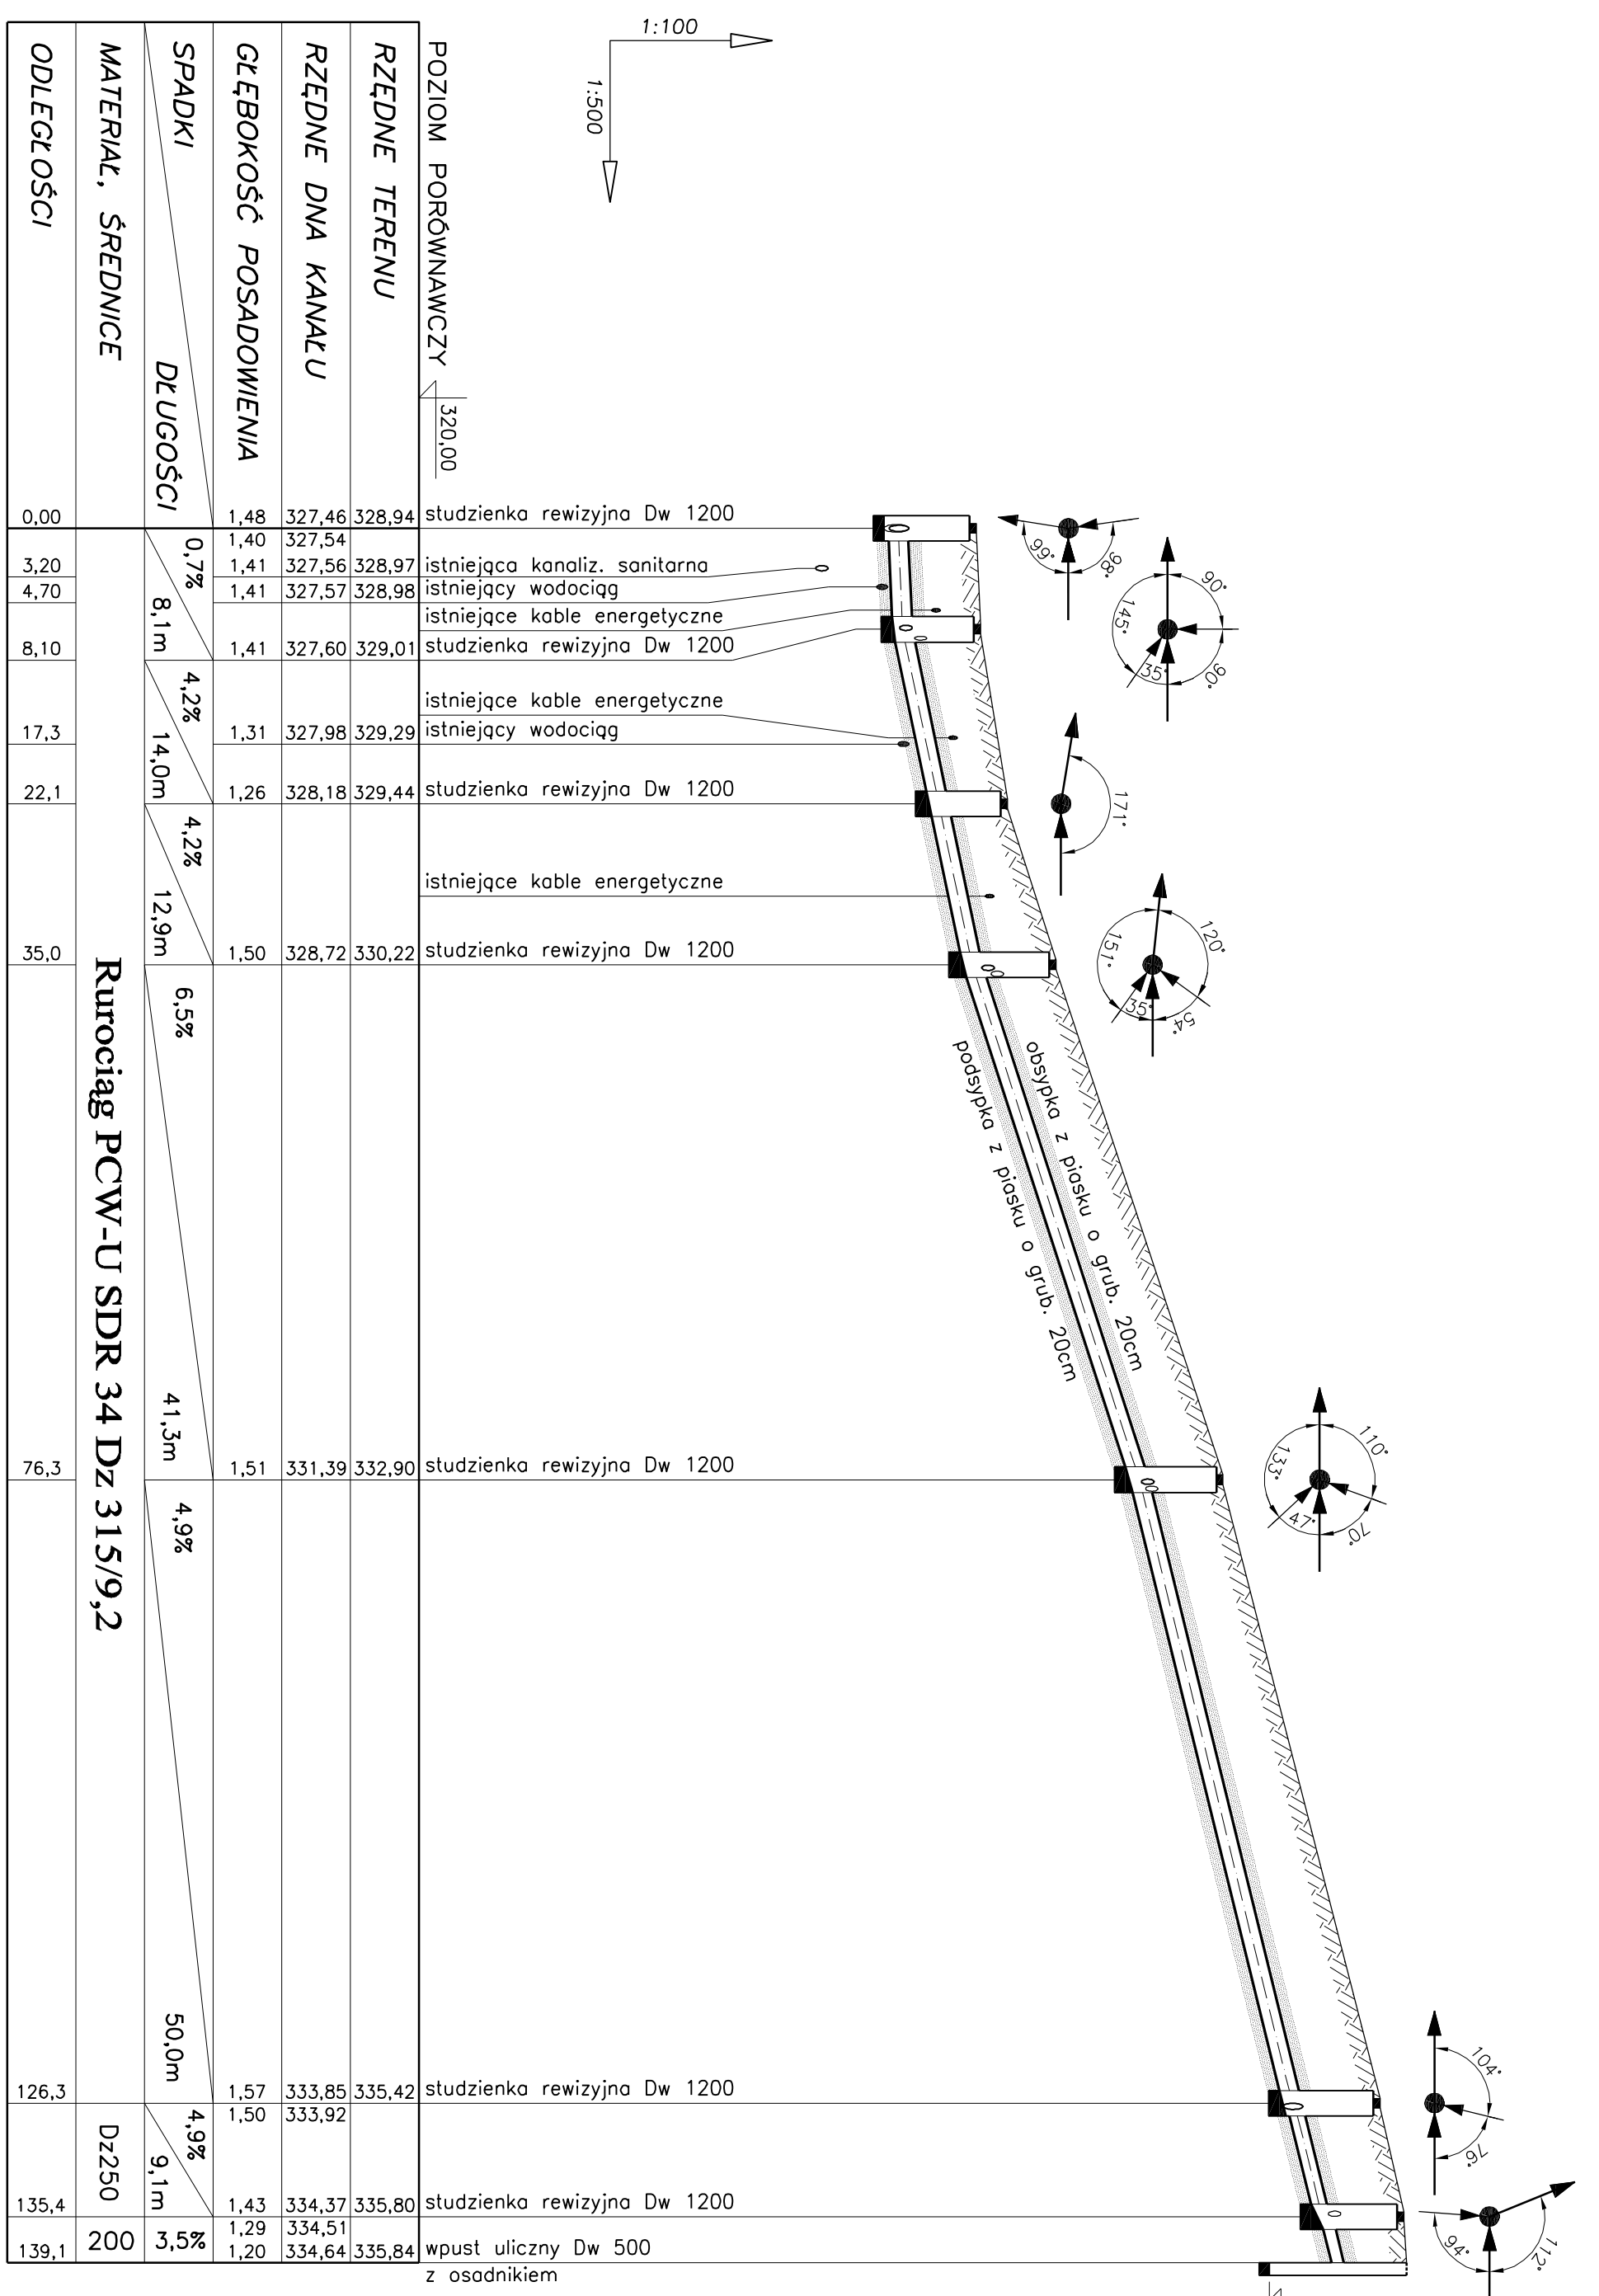 1:100
1:500
POZIOM PORÓWNAWCZY
320,00
RZĘDNE TERENU
RZĘDNE DNA KANAŁU
GŁĘBOKOŚĆ POSADOWIENIA
SPADKI
DŁUGOŚCI
MATERIAŁ, ŚREDNICE
ODLEGŁOŚCI
0,00 1,48 327,46 328,94 studzienka rewizyjna Dw 1200
1,40 327,54
3,20 1,41 327,56 328,97 istniejąca kanaliz. sanitarna
4,70 1,41 327,57 328,98 istniejący wodociąg
istniejące kable energetyczne
8,10 1,41 327,60 329,01 studzienka rewizyjna Dw 1200
istniejące kable energetyczne
17,3 1,31 327,98 329,29 istniejący wodociąg
22,1 1,26 328,18 329,44 studzienka rewizyjna Dw 1200
istniejące kable energetyczne
35,0 1,50 328,72 330,22 studzienka rewizyjna Dw 1200
76,3 1,51 331,39 332,90 studzienka rewizyjna Dw 1200
126,3 1,57 333,85 335,42 studzienka rewizyjna Dw 1200
1,50 333,92
135,4 1,43 334,37 335,80 studzienka rewizyjna Dw 1200
1,29 334,51
139,1 1,20 334,64 335,84 wpust uliczny Dw 500
z osadnikiem
0,7%
8,1m
4,2%
14,0m
4,2%
12,9m
6,5%
41,3m
4,9%
50,0m
4,9%
9,1m
3,5%
Rurociąg PCW-U SDR 34 Dz 315/9,2
Dz250
200
obsypka z piasku o grub. 20cm
podsypka z piasku o grub. 20cm
99°
98°
90°
145°
35°
90°
171°
120°
151°
35°
54°
110°
133°
47°
70°
104°
76°
94°
112°